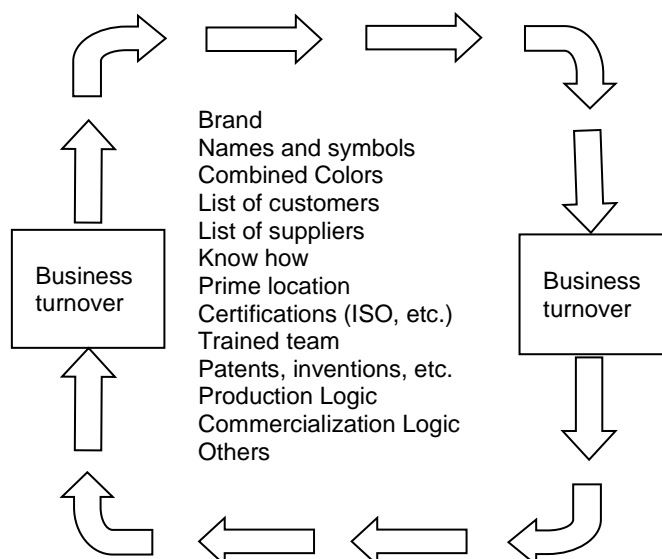 Brand
Names and symbols
Combined Colors
List of customers
List of suppliers
Know how
Prime location
Certifications (ISO, etc.)
Trained team
Patents, inventions, etc.
Production Logic
Commercialization Logic
Others
Business
turnover
Business
turnover